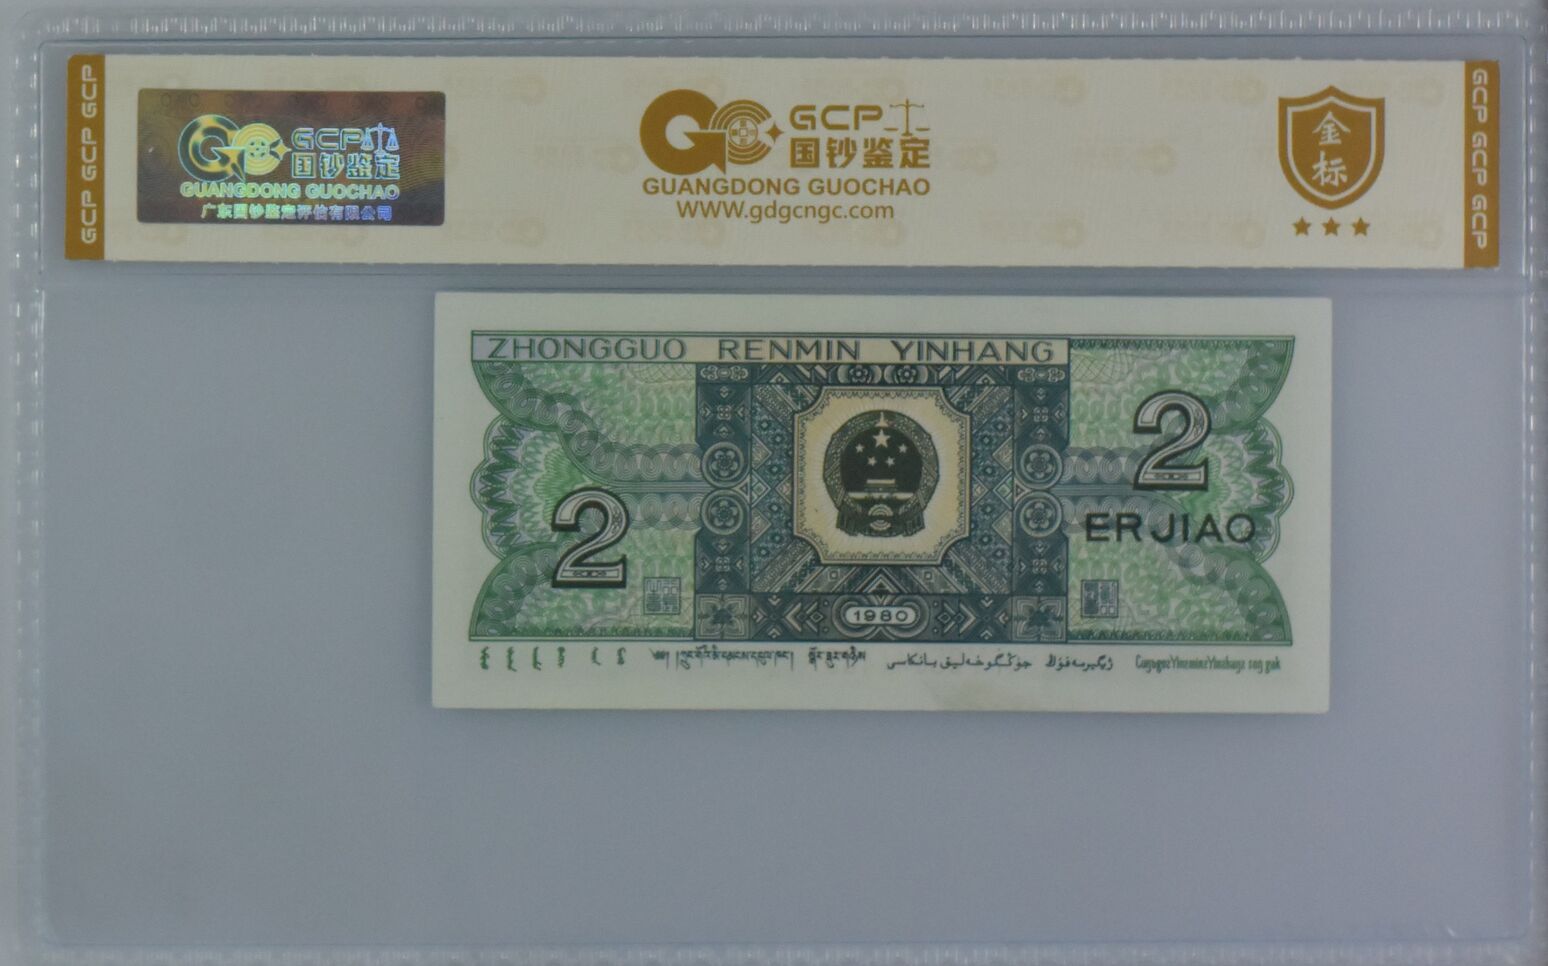 GCP GCP GCP
GCP
国钞鉴定
GUANGDONG GUOCHAO
广东国钞鉴定评估有限公司
GCP
国钞鉴定
GUANGDONG GUOCHAO
WWW.gdgcngc.com
金
标
GCP GCP GCP
ZHONGGUO RENMIN YINHANG
2
2
ERJIAO
1980